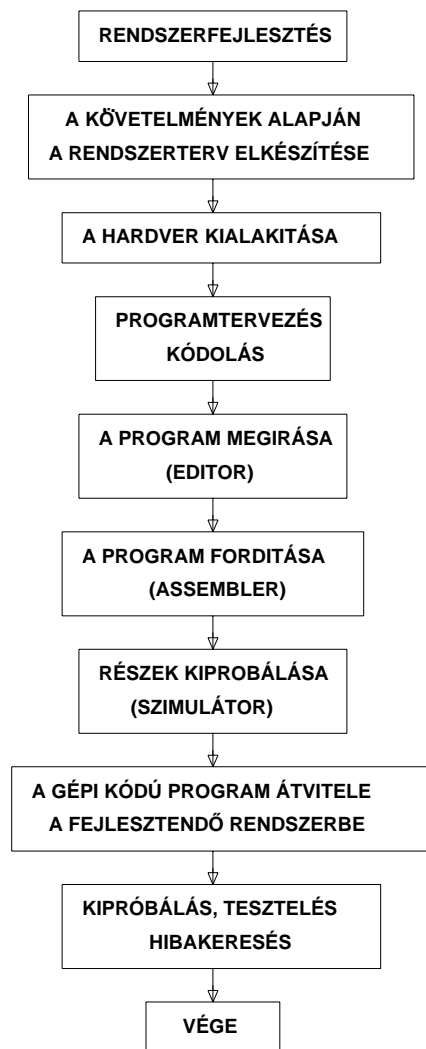 RENDSZERFEJLESZTÉS
A KÖVETELMÉNYEK ALAPJÁN
A RENDSZERTERV ELKÉSZÍTÉSE
A HARDVER KIALAKITÁSA
PROGRAMTERVEZÉS
KÓDOLÁS
A PROGRAM MEGIRÁSA
(EDITOR)
A PROGRAM FORDITÁSA
(ASSEMBLER)
RÉSZEK KIPROBÁLÁSA
(SZIMULÁTOR)
A GÉPI KÓDÚ PROGRAM ÁTVITELE
A FEJLESZTENDŐ RENDSZERBE
KIPRÓBÁLÁS, TESZTELÉS
HIBAKERESÉS
VÉGE